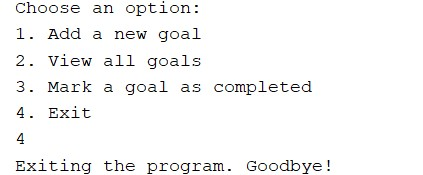 Choose an option:
1. Add a new goal
2. View all goals
3. Mark a goal as completed
4. Exit
4
Exiting the program. Goodbye!